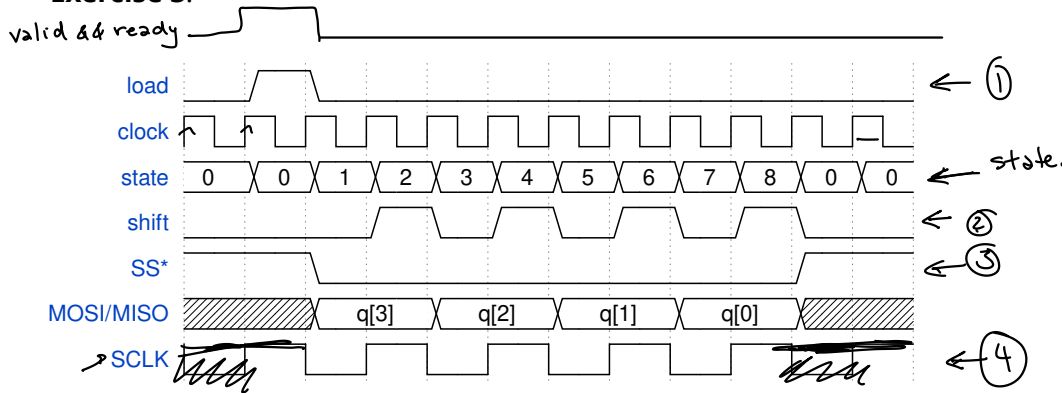 Exercise 3.
valid && ready
load ①
clock
state 0 0 1 2 3 4 5 6 7 8 0 0 state.
shift ②
SS* ③
MOSI/MISO q[3] q[2] q[1] q[0]
SCLK ④